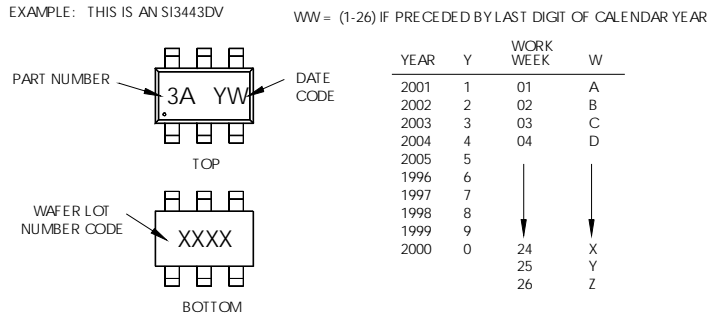 EXAMPLE: THIS IS AN SI3443DV
WW = (1-26) IF PRECEDED BY LAST DIGIT OF CALENDAR YEAR
PART NUMBER
3A YW
DATE
CODE
TOP
WAFER LOT
NUMBER CODE
XXXX
BOTTOM
YEAR Y WORK WEEK W
2001 1 01 A
2002 2 02 B
2003 3 03 C
2004 4 04 D
2005 5
1996 6
1997 7
1998 8
1999 9
2000 0 24 X
25 Y
26 Z